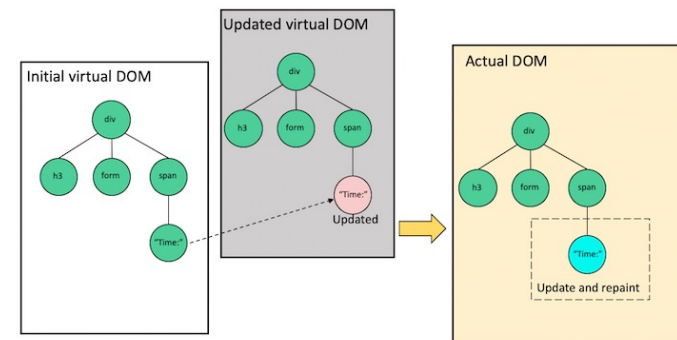 Initial virtual DOM
div
h3
form
span
"Time:"
Updated virtual DOM
div
h3
form
span
"Time:"
Updated
Actual DOM
div
h3
form
span
"Time:"
Update and repaint